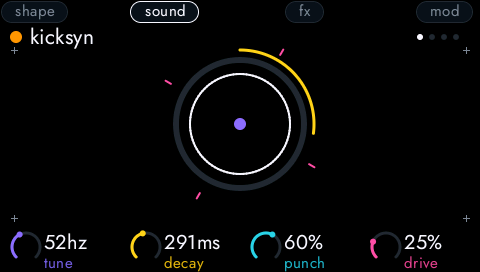 shape sound fx mod
kicksyn
52hz 291ms 60% 25%
tune decay punch drive